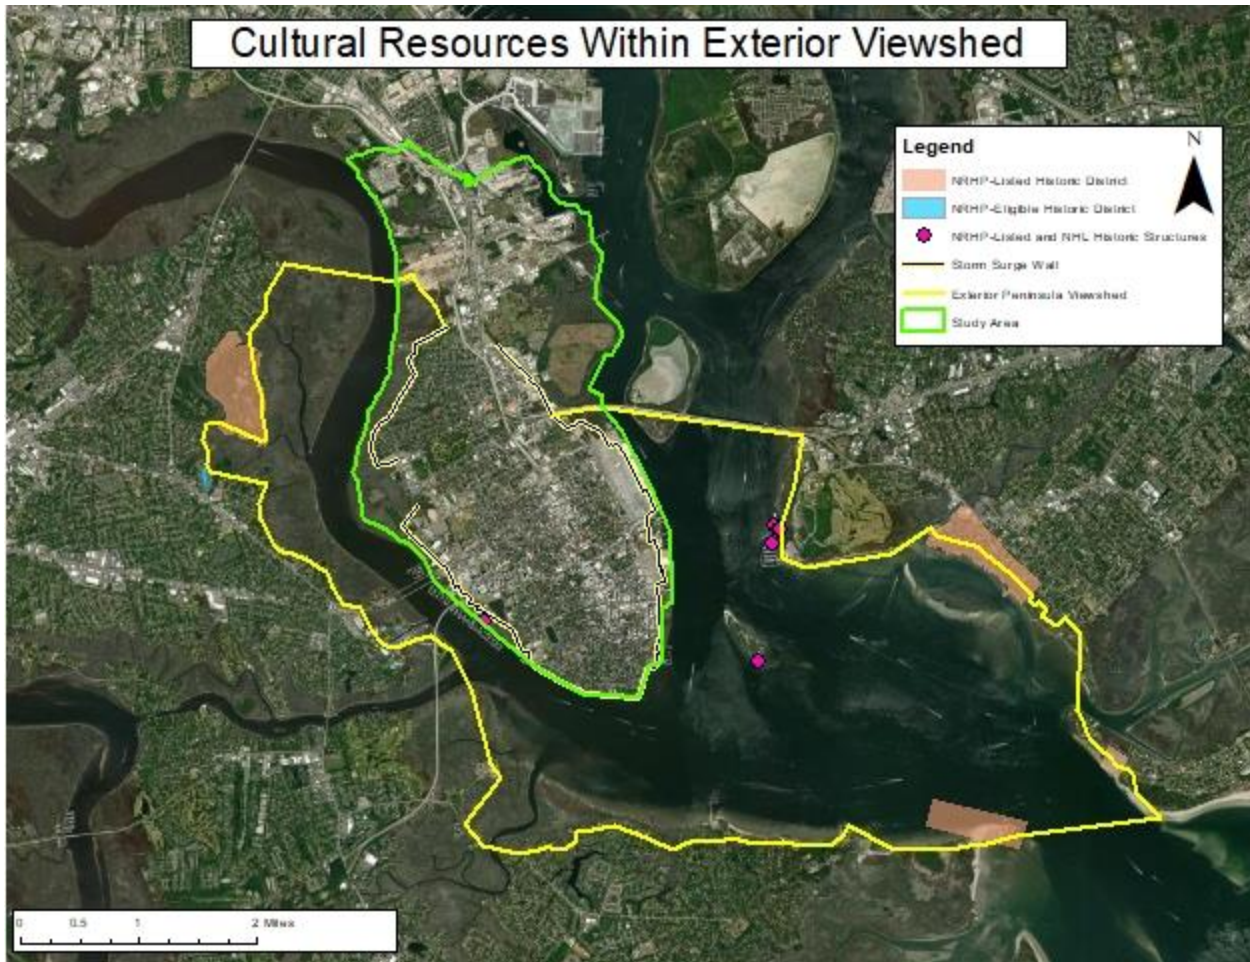 Cultural Resources Within Exterior Viewshed
Legend
N
NRHP-Listed Historic District
NRHP-Eligible Historic District
NRHP-Listed and NHL Historic Structures
Storm Surge Wall
Exterior Peninsula Viewshed
Study Area
0 0.5 1 2 Miles